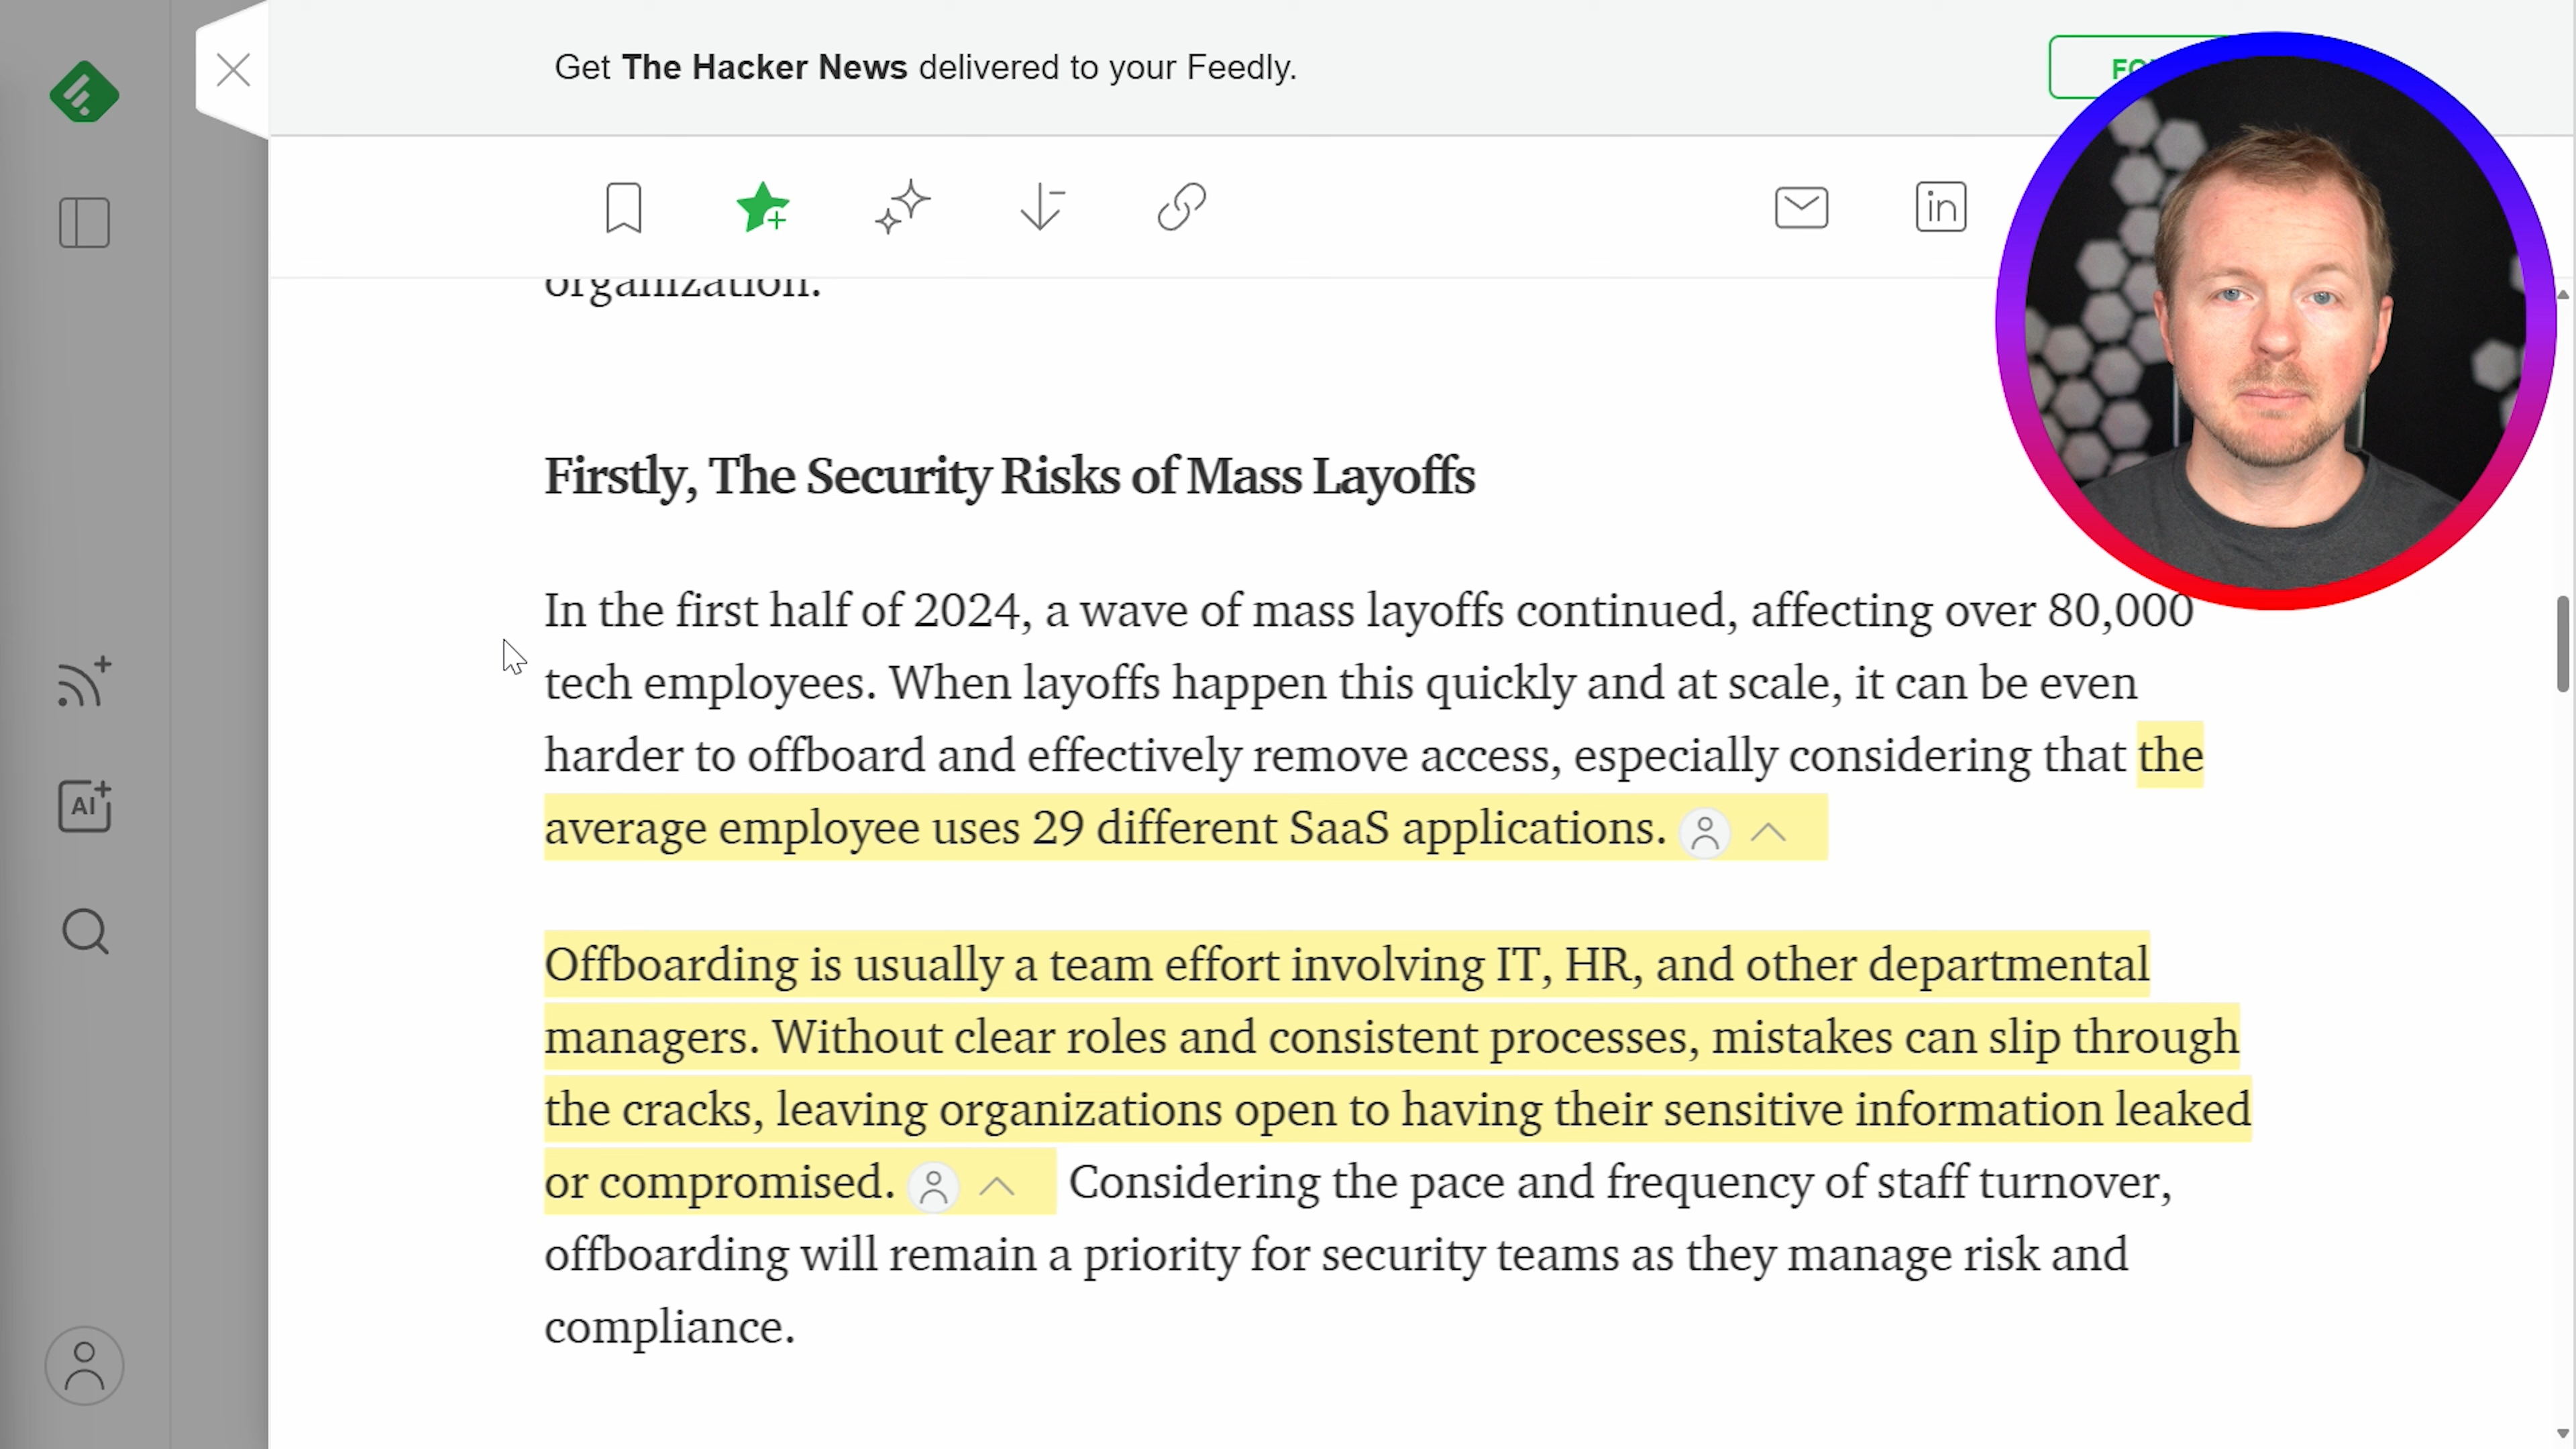 Get The Hacker News delivered to your Feedly.
in
organization.
Firstly, The Security Risks of Mass Layoffs
In the first half of 2024, a wave of mass layoffs continued, affecting over 80,000
tech employees. When layoffs happen this quickly and at scale, it can be even
harder to offboard and effectively remove access, especially considering that the
average employee uses 29 different SaaS applications.
AI
Offboarding is usually a team effort involving IT, HR, and other departmental
managers. Without clear roles and consistent processes, mistakes can slip through
the cracks, leaving organizations open to having their sensitive information leaked
or compromised. Considering the pace and frequency of staff turnover,
offboarding will remain a priority for security teams as they manage risk and
compliance.